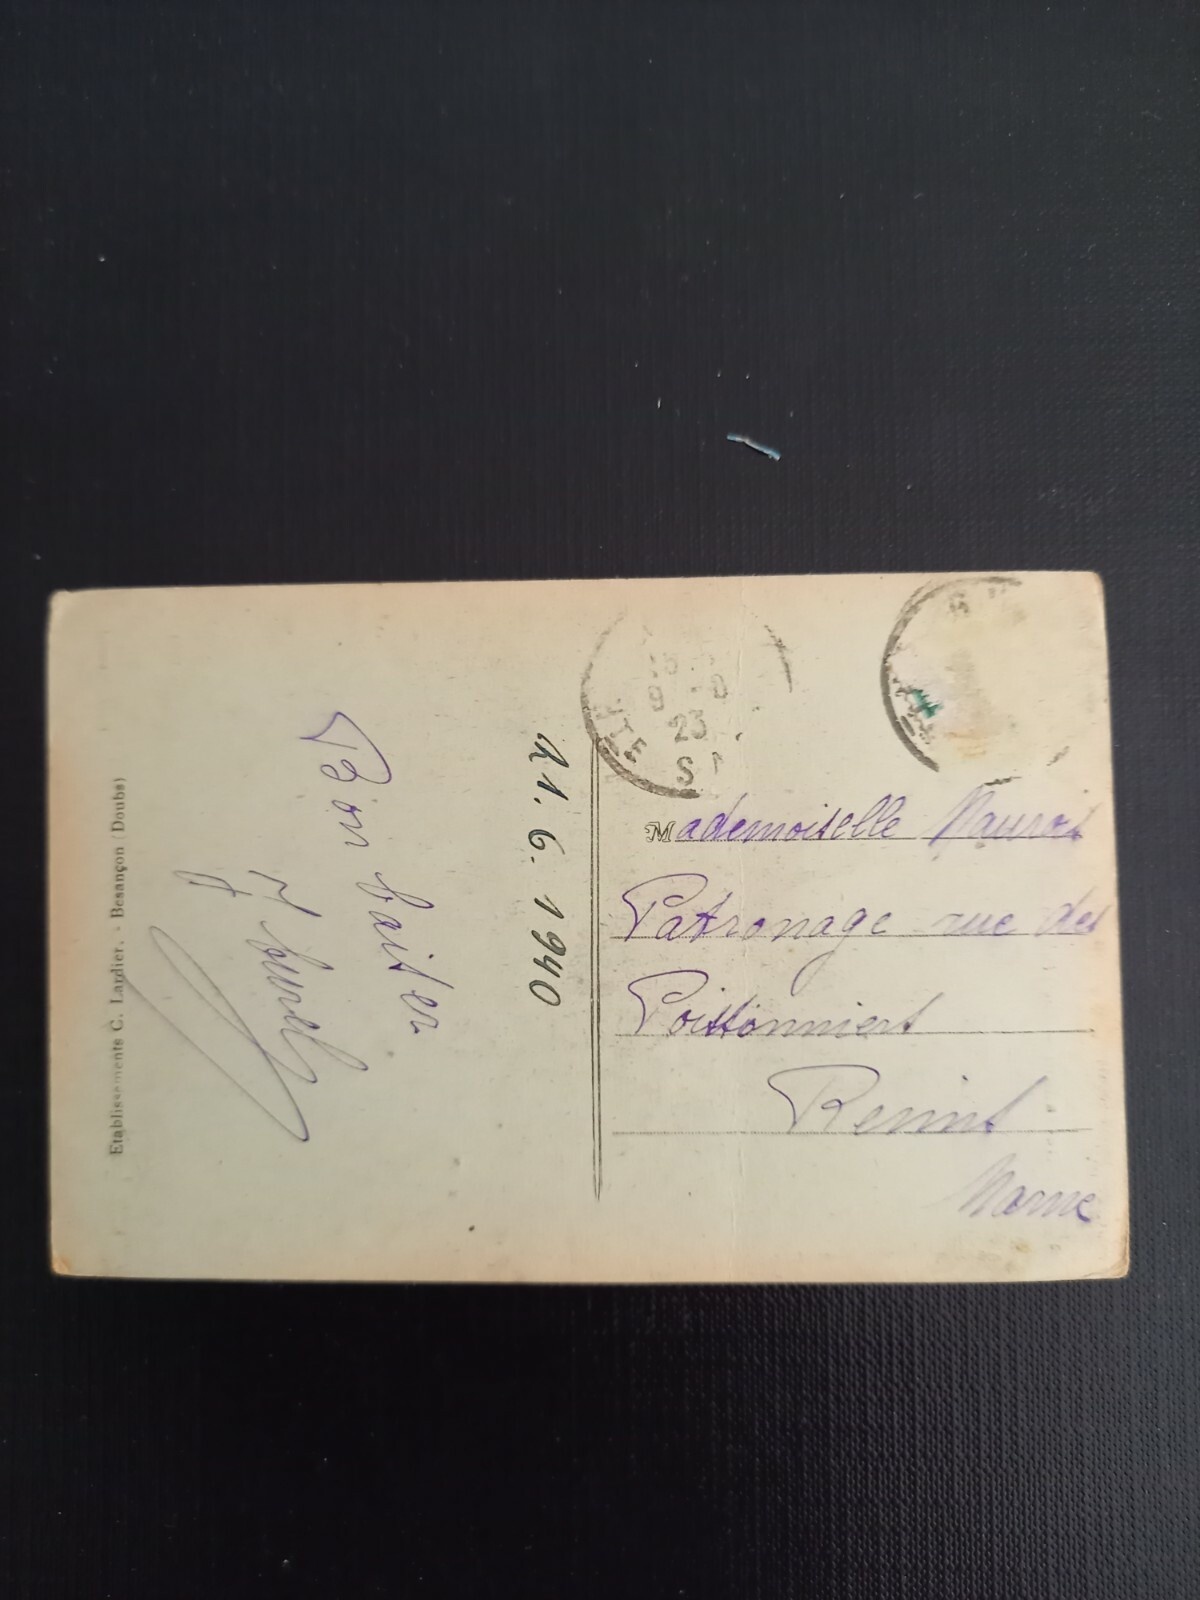 Etablissements C. Lardier. - Besançon (Doubs)
Bon baiser
21. 6. 1940
23
Mademoiselle
Patronage rue des
Poissonniers
Reims
Marne